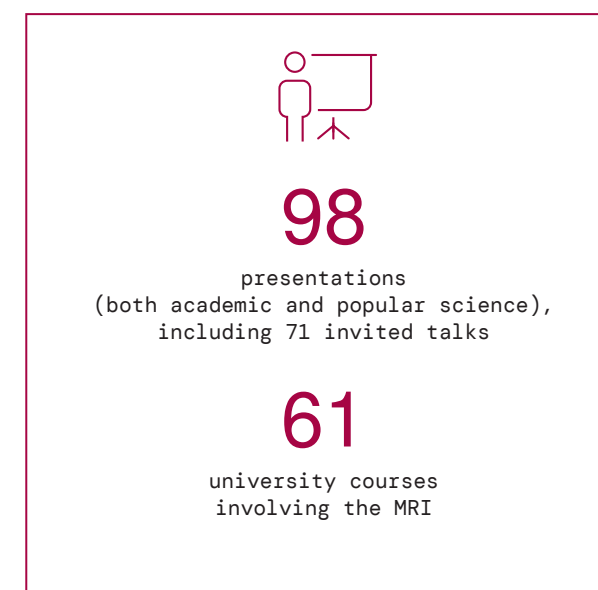 98
presentations
(both academic and popular science),
including 71 invited talks
61
university courses
involving the MRI